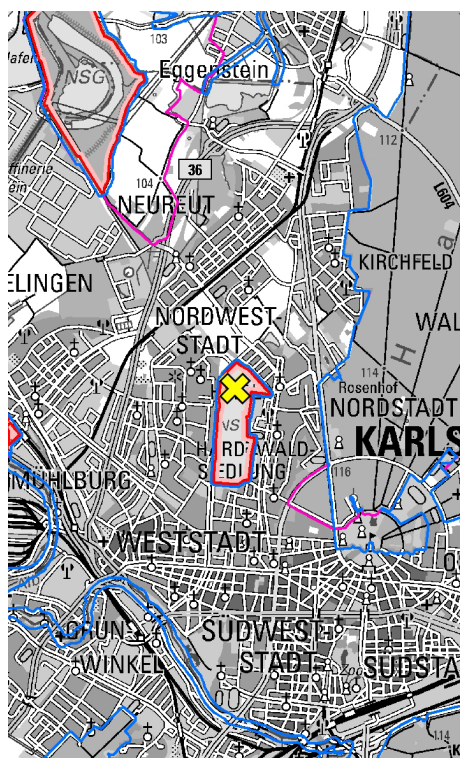 103
NSG
Eggenstein
112
36
104
NEUREUT
L604
KIRCHFELD
ELINGEN
NORDWEST-
STADT
WAL
H
a
114
Rosenhof
NORDSTADT
KARLS
HARDTWALD-
SIEDLUNG
116
MÜHLBURG
WESTSTADT
GRÜN-
WINKEL
SÜDWEST-
STADT
Zoo
SÜDSTA
114